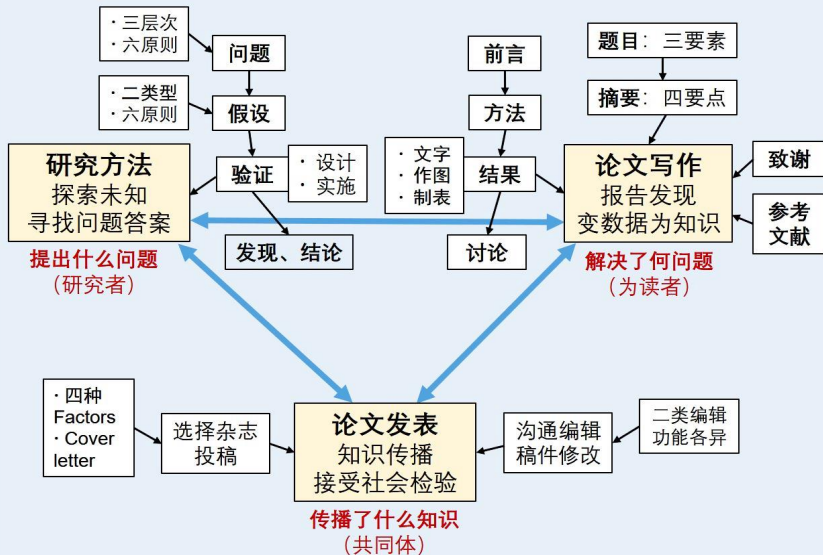 · 三层次
· 六原则
问题
· 二类型
· 六原则
假设
验证
· 设计
· 实施
发现、结论
研究方法
探索未知
寻找问题答案
提出什么问题
（研究者）
前言
方法
· 文字
· 作图
· 制表
结果
讨论
题目：三要素
摘要：四要点
论文写作
报告发现
变数据为知识
致谢
参考
文献
解决了何问题
（为读者）
· 四种
Factors
· Cover
letter
选择杂志
投稿
论文发表
知识传播
接受社会检验
沟通编辑
稿件修改
二类编辑
功能各异
传播了什么知识
（共同体）